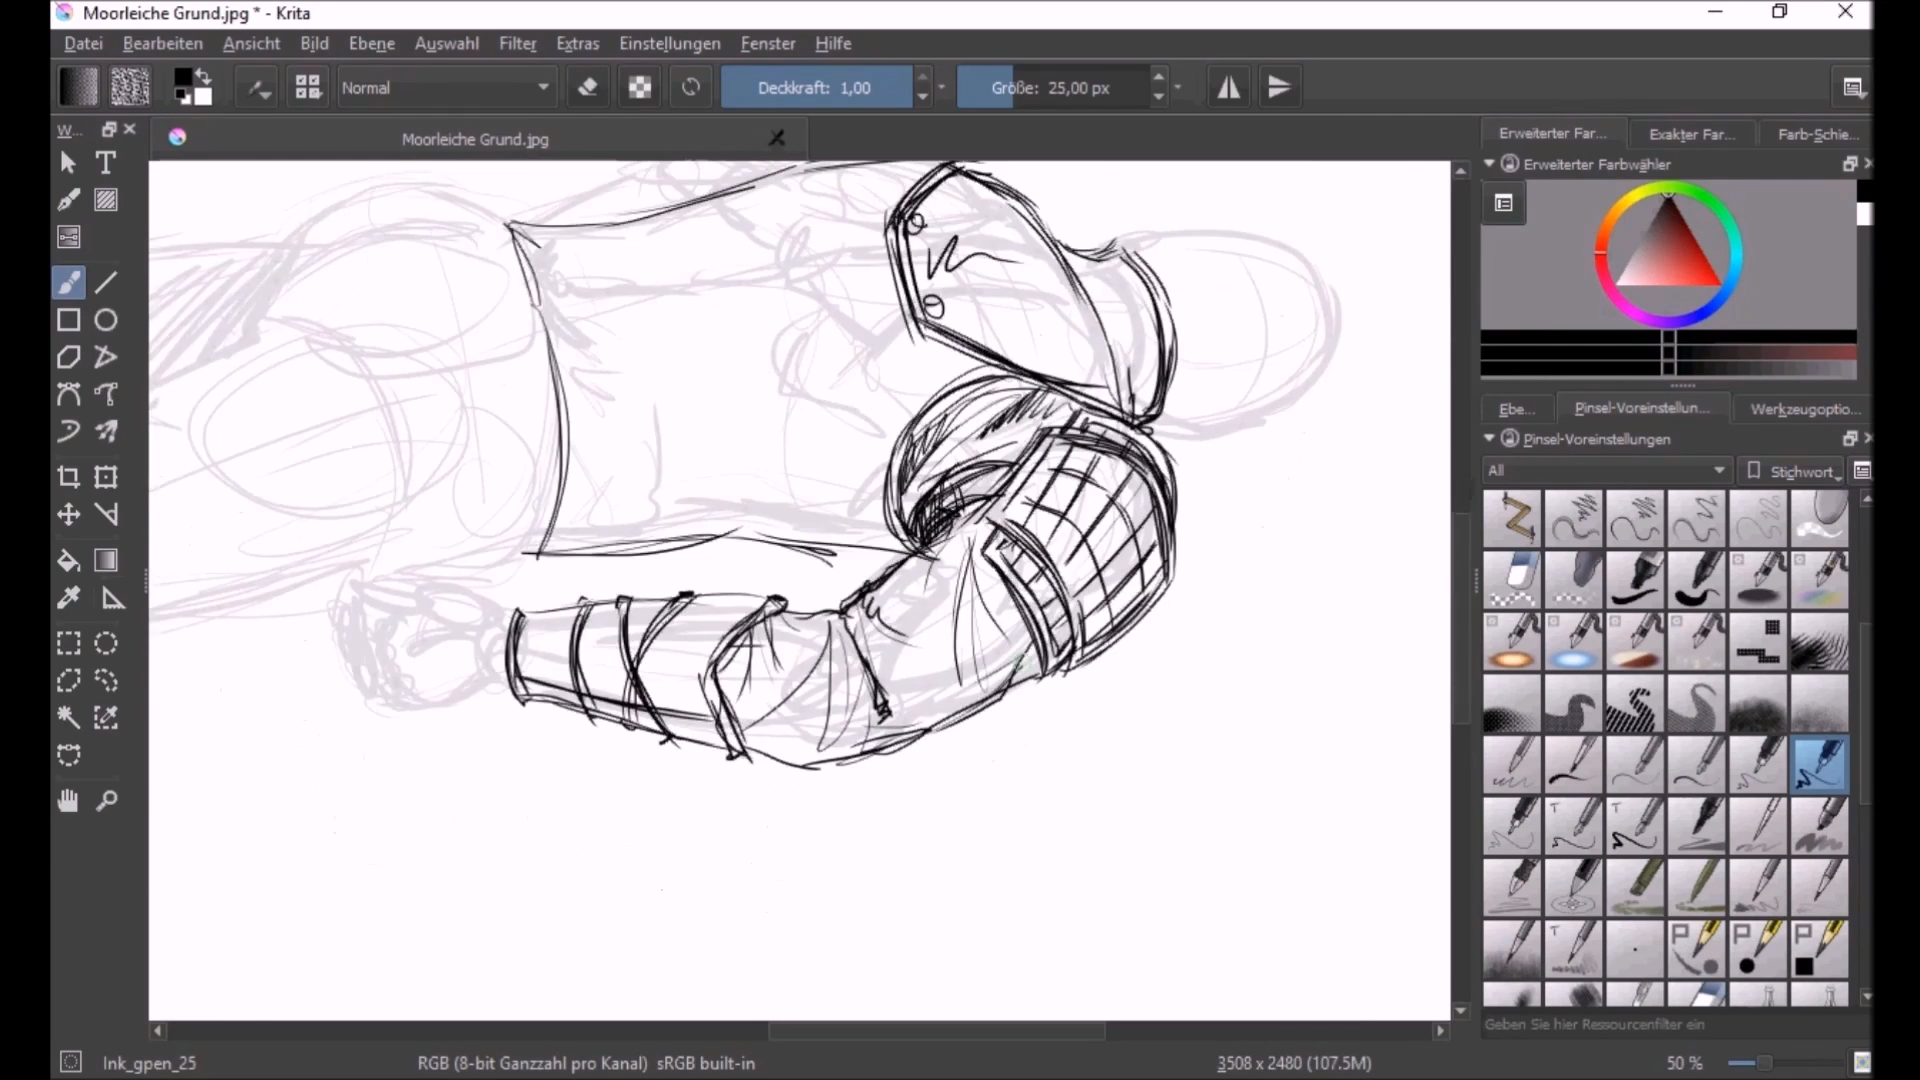 Moorleiche Grund.jpg * - Krita
Datei Bearbeiten Ansicht Bild Ebene Auswahl Filter Extras Einstellungen Fenster Hilfe
Normal Deckkraft: 1,00 Größe: 25,00 px
W...
Moorleiche Grund.jpg
Erweiterter Far... Exakter Far... Farb-Schie...
Erweiterter Farbwähler
Ebe... Pinsel-Voreinstellun... Werkzeugoptio...
Pinsel-Voreinstellungen
All Stichwort
T T
T P P P
Geben Sie hier Ressourcenfilter ein
Ink_gpen_25 RGB (8-bit Ganzzahl pro Kanal) sRGB built-in 3508 x 2480 (107.5M) 50 %